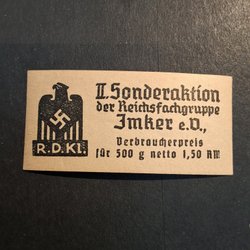 II. Sonderaktion
der Reichsfachgruppe
Imker e.V.,
Verbraucherpreis
für 500 g netto 1,50 RM
R.D.Kl.